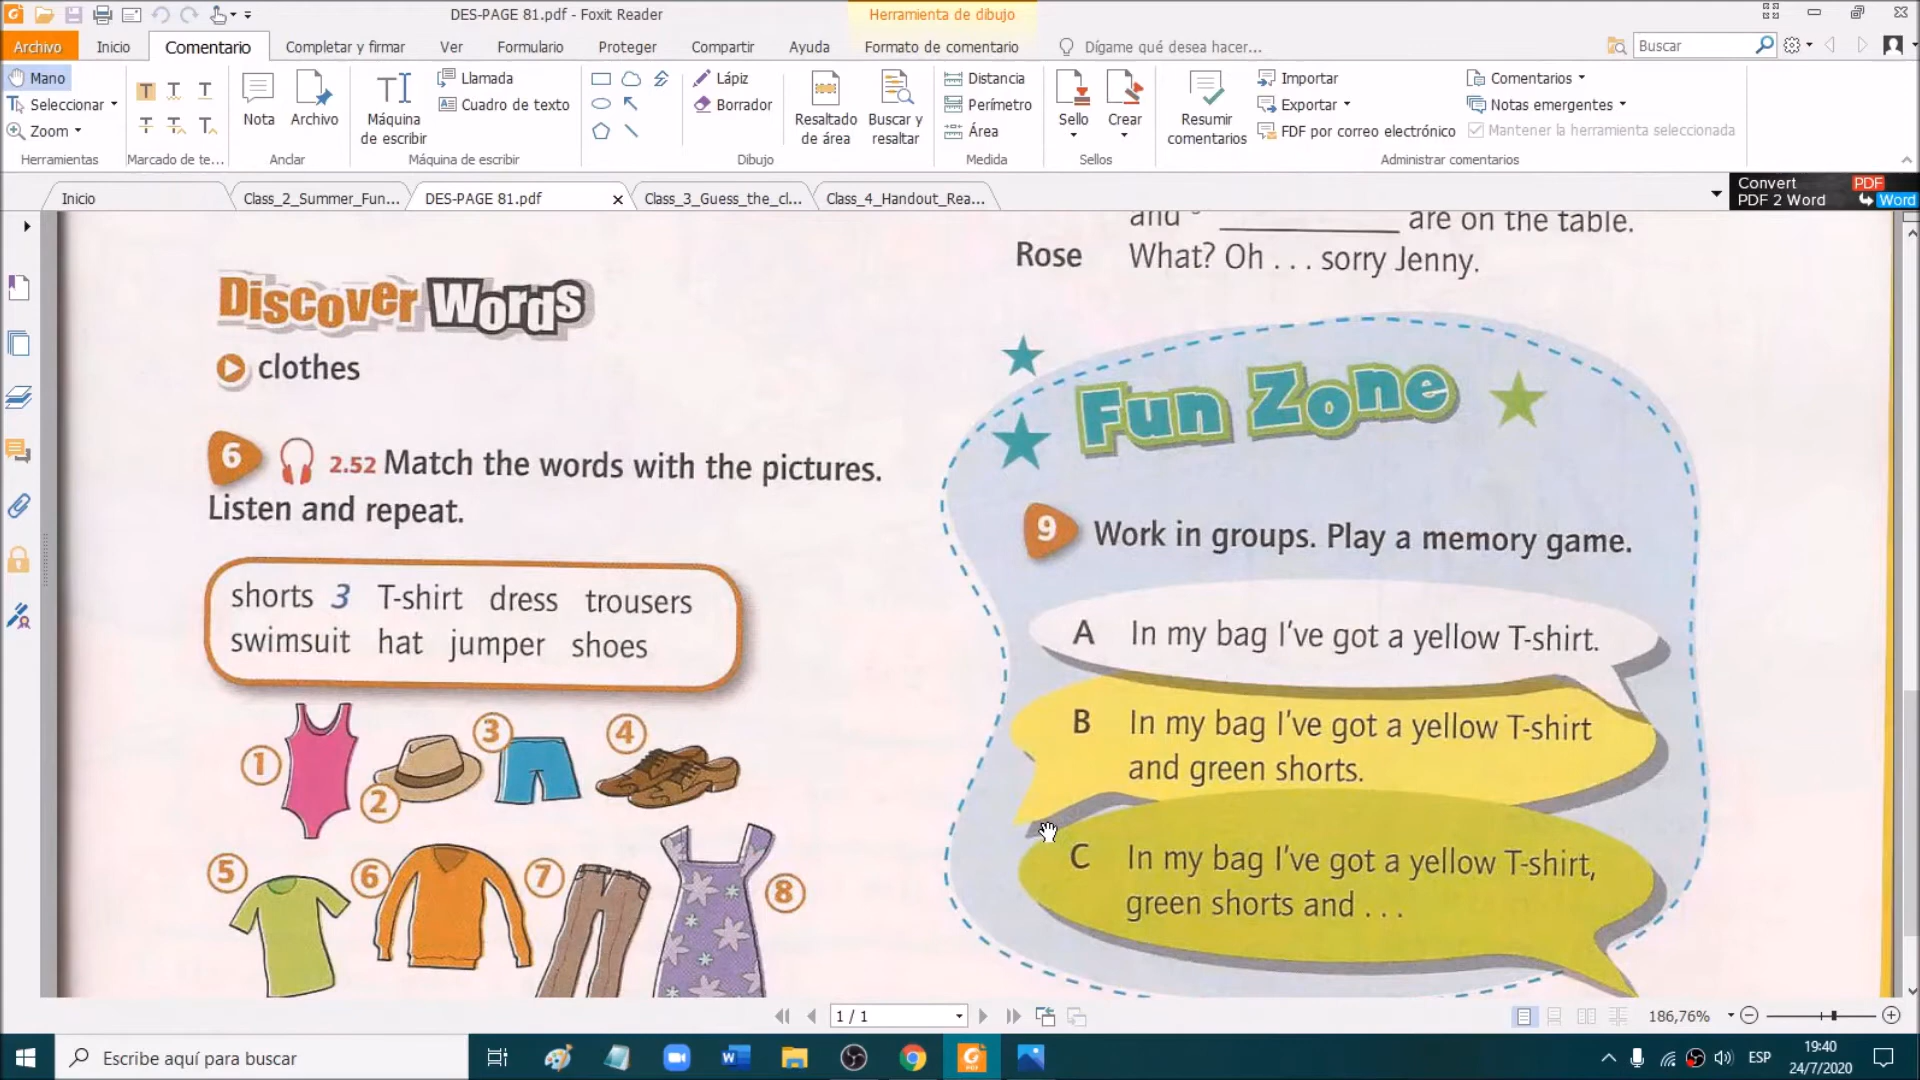 DES-PAGE 81.pdf - Foxit Reader
Herramienta de dibujo
Archivo
Inicio
Comentario
Completar y firmar
Ver
Formulario
Proteger
Compartir
Ayuda
Formato de comentario
Dígame qué desea hacer...
Buscar
Mano
Seleccionar
Zoom
Herramientas
Marcado de te...
Nota
Archivo
Anclar
Máquina
de escribir
Llamada
Cuadro de texto
Máquina de escribir
Lápiz
Borrador
Resaltado
de área
Buscar y
resaltar
Dibujo
Distancia
Perímetro
Área
Medida
Sello
Crear
Sellos
Resumir
comentarios
Importar
Exportar
FDF por correo electrónico
Comentarios
Notas emergentes
Mantener la herramienta seleccionada
Administrar comentarios
Inicio
Class_2_Summer_Fun...
DES-PAGE 81.pdf
Class_3_Guess_the_cl...
Class_4_Handout_Rea...
Convert
PDF 2 Word
PDF
Word
and ____________ are on the table.
Rose What? Oh . . . sorry Jenny.
Discover Words
clothes
6 2.52 Match the words with the pictures.
Listen and repeat.
shorts 3 T-shirt dress trousers
swimsuit hat jumper shoes
1
2
3
4
5
6
7
8
Fun Zone
9 Work in groups. Play a memory game.
A In my bag I've got a yellow T-shirt.
B In my bag I've got a yellow T-shirt
and green shorts.
C In my bag I've got a yellow T-shirt,
green shorts and . . .
1 / 1
186,76%
Escribe aquí para buscar
ESP
19:40
24/7/2020